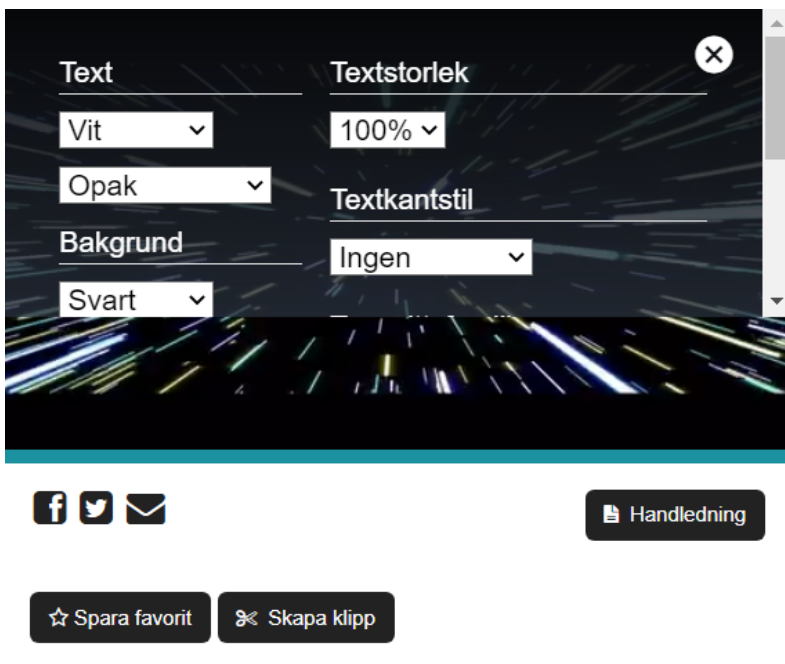 Text
Vit
Opak
Bakgrund
Svart
Textstorlek
100%
Textkantstil
Ingen
Handledning
Spara favorit
Skapa klipp